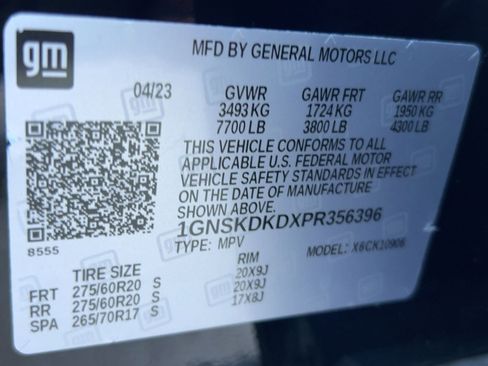 gm
MFD BY GENERAL MOTORS LLC
04/23 GVWR GAWR FRT GAWR RR
3493 KG 1724 KG 1950 KG
7700 LB 3800 LB 4300 LB
THIS VEHICLE CONFORMS TO ALL
APPLICABLE U.S. FEDERAL MOTOR
VEHICLE SAFETY STANDARDS IN EFFECT
ON THE DATE OF MANUFACTURE
SHOWN ABOVE.
8555
1GNSKDKDXPR356396
TYPE: MPV MODEL: X6CK10906
TIRE SIZE RIM
FRT 275/60R20 S 20X9J
RR 275/60R20 S 20X9J
SPA 265/70R17 S 17X8J